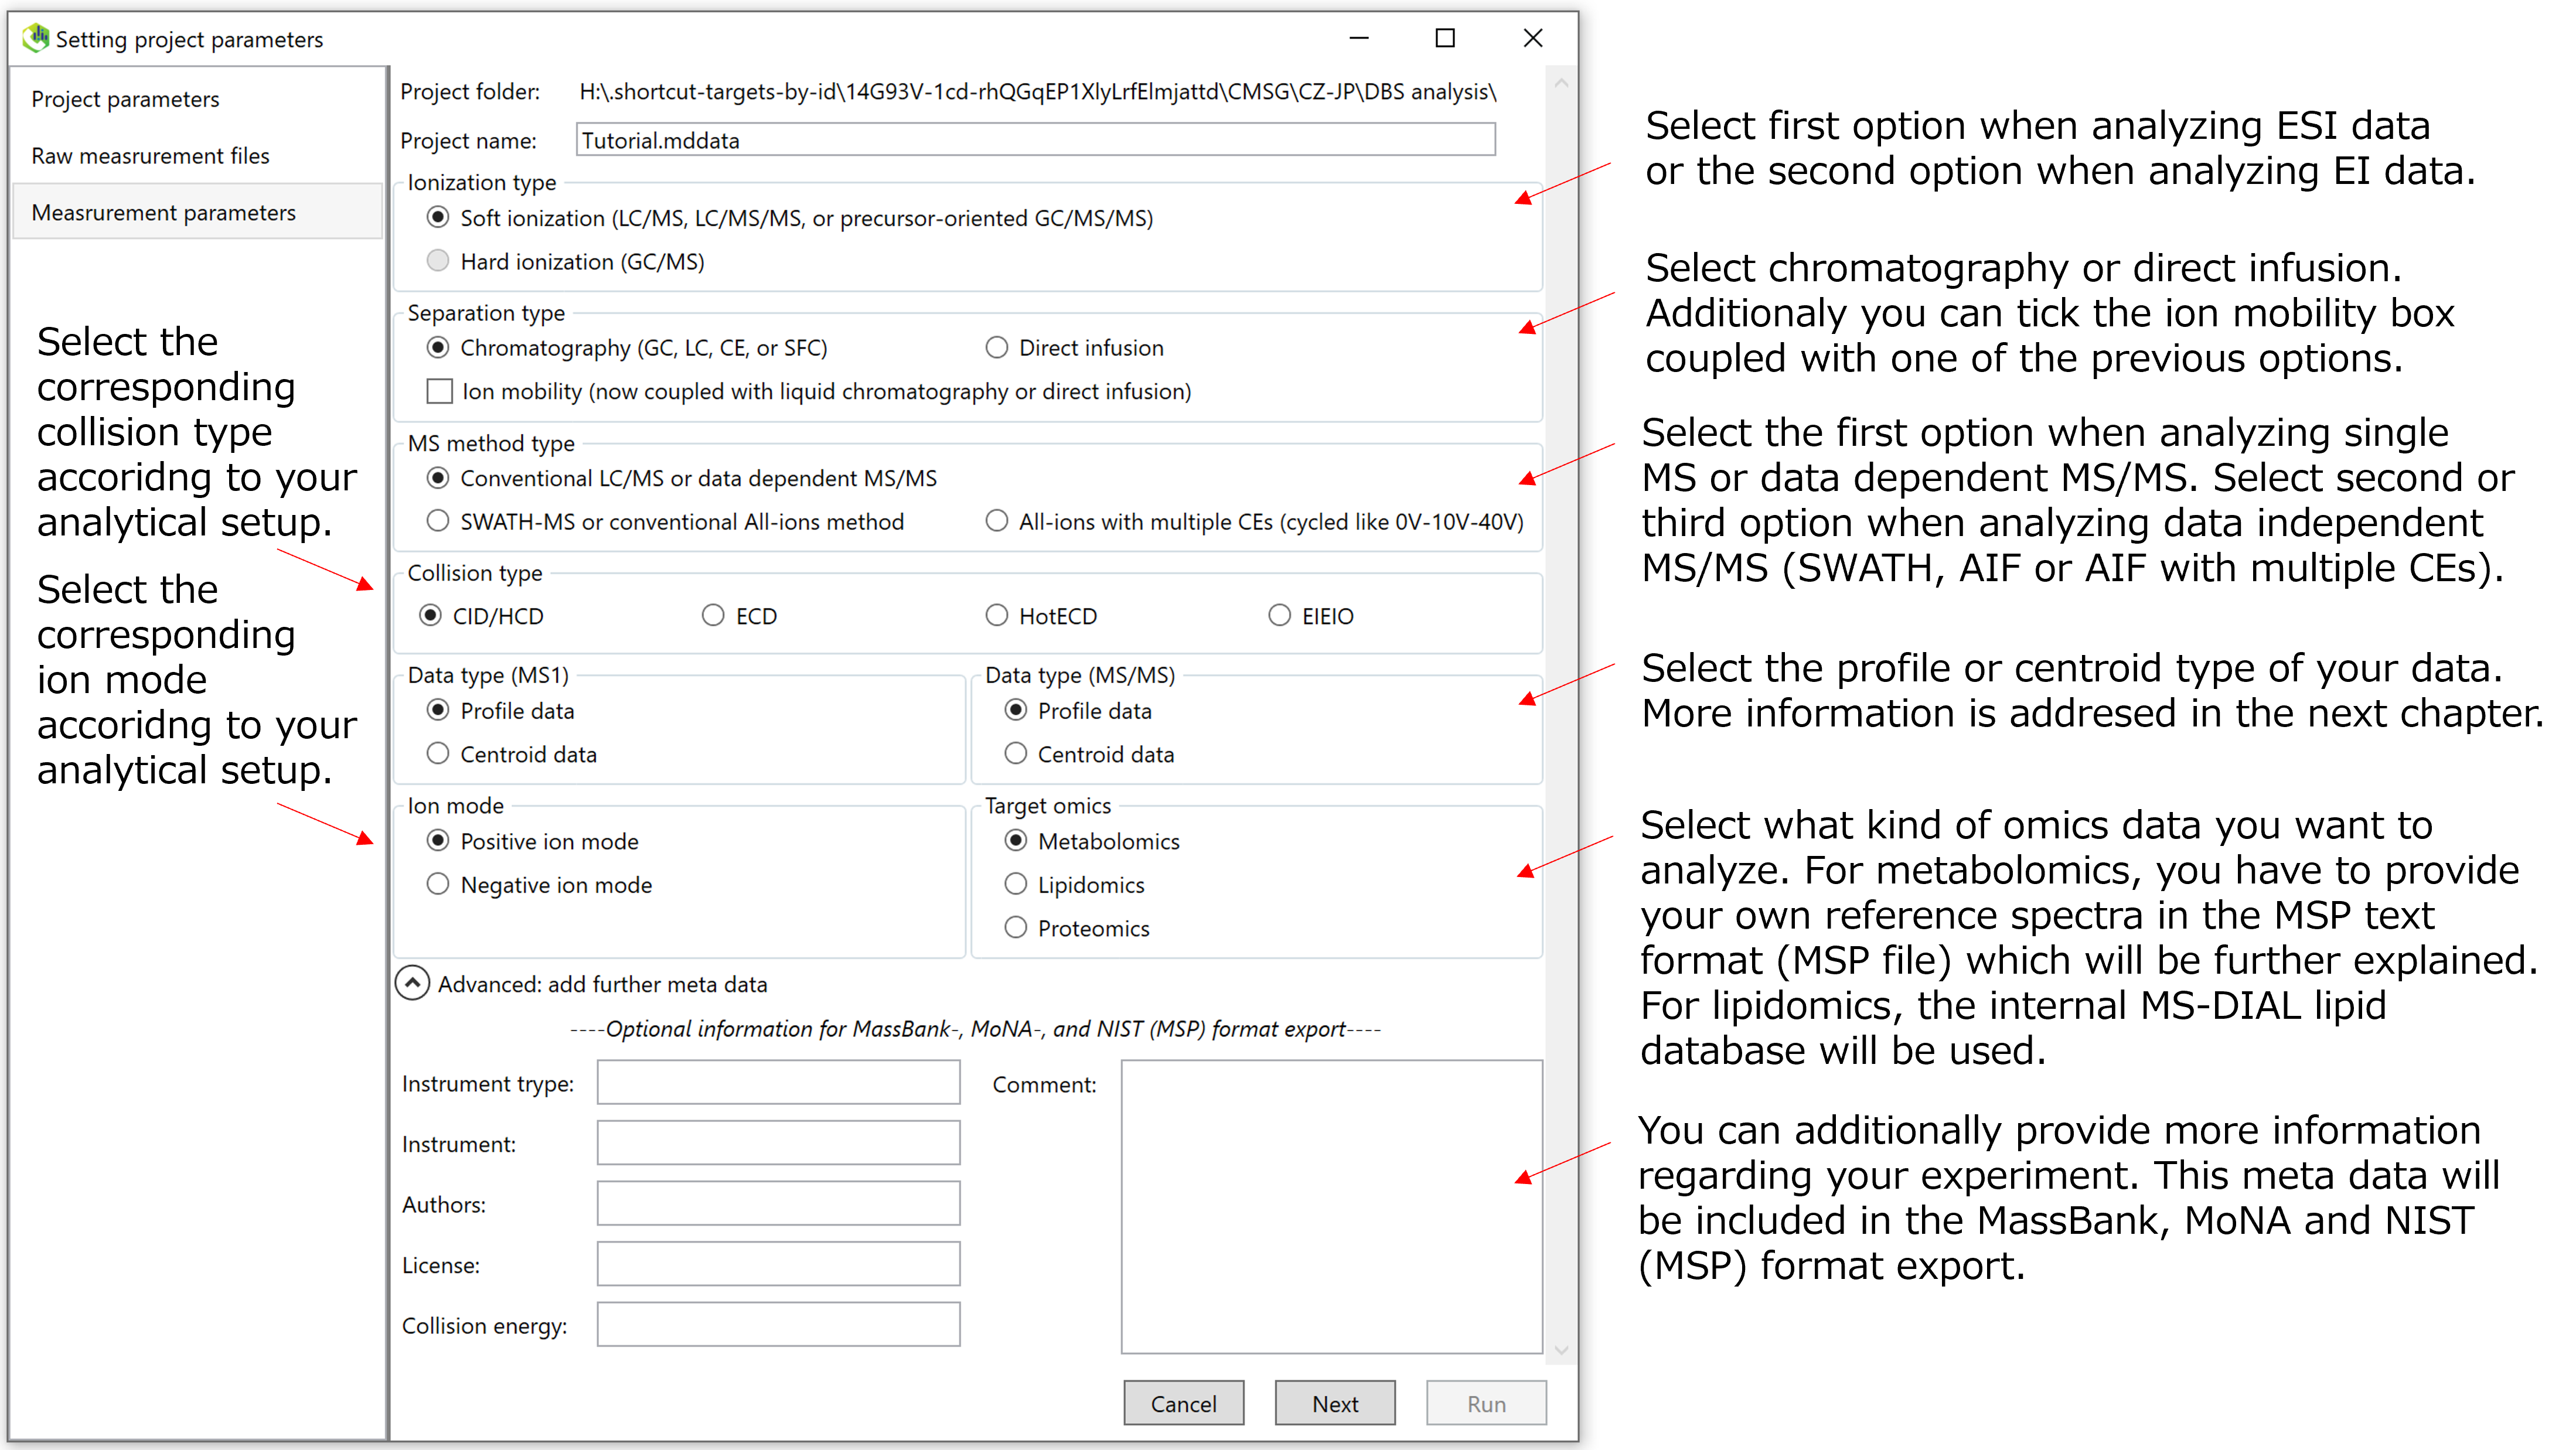 Setting project parameters
Project parameters
Raw measrurement files
Measrurement parameters
Select the
corresponding
collision type
accoridng to your
analytical setup.
Select the
corresponding
ion mode
accoridng to your
analytical setup.
Project folder: H:\.shortcut-targets-by-id\14G93V-1cd-rhQGqEP1XlyLrfElmjattd\CMSG\CZ-JP\DBS analysis\
Project name: Tutorial.mddata
Ionization type
Soft ionization (LC/MS, LC/MS/MS, or precursor-oriented GC/MS/MS)
Hard ionization (GC/MS)
Separation type
Chromatography (GC, LC, CE, or SFC) Direct infusion
Ion mobility (now coupled with liquid chromatography or direct infusion)
MS method type
Conventional LC/MS or data dependent MS/MS
SWATH-MS or conventional All-ions method All-ions with multiple CEs (cycled like 0V-10V-40V)
Collision type
CID/HCD ECD HotECD EIEIO
Data type (MS1)
Profile data
Centroid data
Data type (MS/MS)
Profile data
Centroid data
Ion mode
Positive ion mode
Negative ion mode
Target omics
Metabolomics
Lipidomics
Proteomics
Advanced: add further meta data
----Optional information for MassBank-, MoNA-, and NIST (MSP) format export----
Instrument trype:
Instrument:
Authors:
License:
Collision energy:
Comment:
Cancel Next Run
Select first option when analyzing ESI data
or the second option when analyzing EI data.
Select chromatography or direct infusion.
Additionaly you can tick the ion mobility box
coupled with one of the previous options.
Select the first option when analyzing single
MS or data dependent MS/MS. Select second or
third option when analyzing data independent
MS/MS (SWATH, AIF or AIF with multiple CEs).
Select the profile or centroid type of your data.
More information is addresed in the next chapter.
Select what kind of omics data you want to
analyze. For metabolomics, you have to provide
your own reference spectra in the MSP text
format (MSP file) which will be further explained.
For lipidomics, the internal MS-DIAL lipid
database will be used.
You can additionally provide more information
regarding your experiment. This meta data will
be included in the MassBank, MoNA and NIST
(MSP) format export.